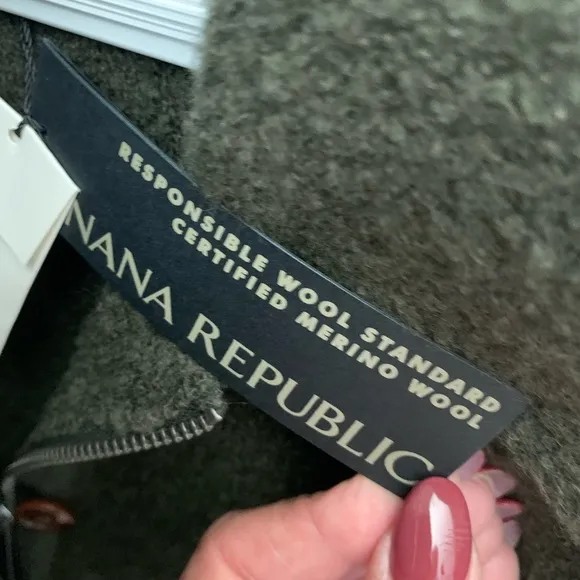 RESPONSIBLE WOOL STANDARD
CERTIFIED MERINO WOOL
NANA REPUBLIC